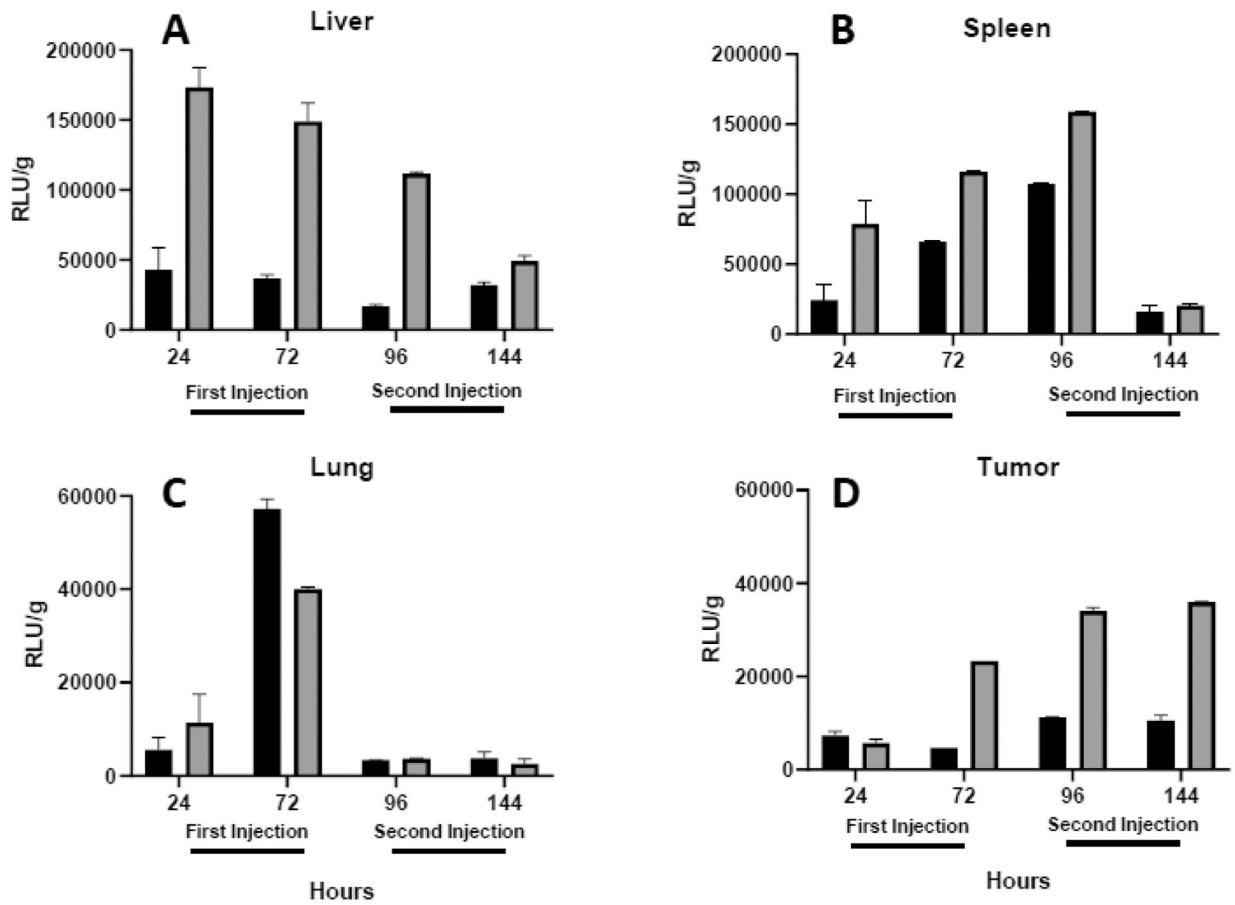 A
Liver
RLU/g
200000
150000
100000
50000
0
24 72 96 144
First Injection Second Injection
B
Spleen
RLU/g
200000
150000
100000
50000
0
24 72 96 144
First Injection Second Injection
C
Lung
RLU/g
60000
40000
20000
0
24 72 96 144
First Injection Second Injection
Hours
D
Tumor
RLU/g
60000
40000
20000
0
24 72 96 144
First Injection Second Injection
Hours